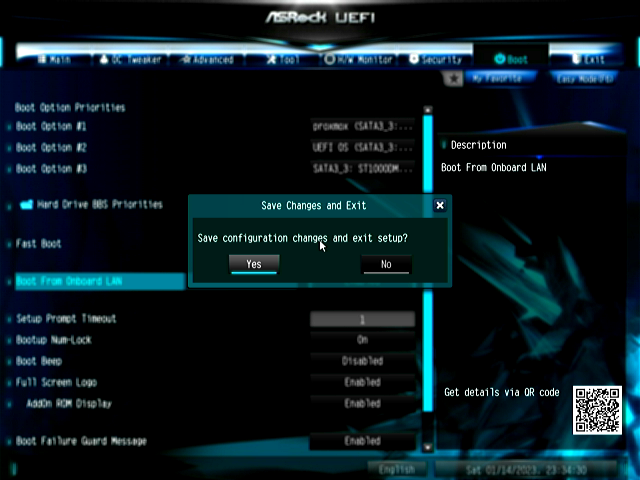 ASRock UEFI
Main OC Tweaker Advanced Tool H/W Monitor Security Boot Exit
My Favorite Easy Mode(F6)
Boot Option Priorities
Boot Option #1 proxmox (SATA3_3:...
Boot Option #2 UEFI OS (SATA3_3:...
Boot Option #3 SATA3_3: ST1000DM...
Hard Drive BBS Priorities
Fast Boot
Boot From Onboard LAN
Setup Prompt Timeout 1
Bootup Num-Lock On
Boot Beep Disabled
Full Screen Logo Enabled
AddOn ROM Display Enabled
Boot Failure Guard Message Enabled
Save Changes and Exit
Save configuration changes and exit setup?
Yes No
Description
Boot From Onboard LAN
Get details via QR code
English Sat 01/14/2023, 23:34:30